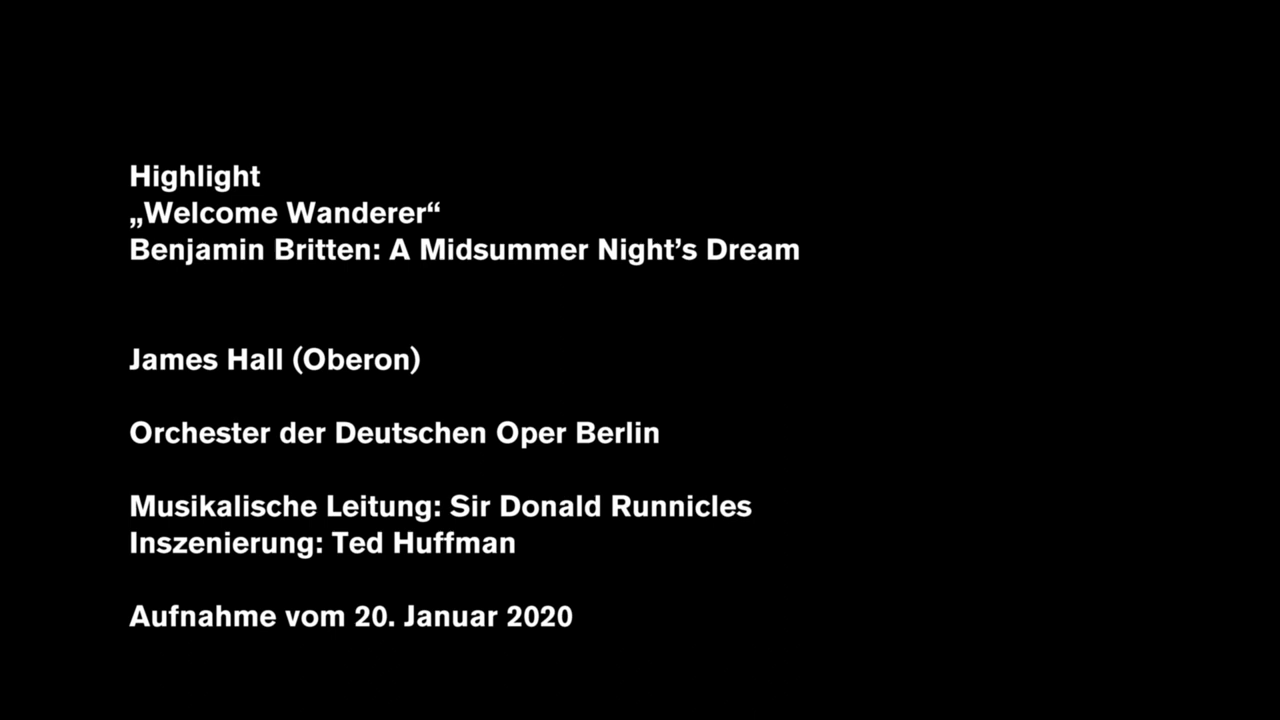 Highlight
„Welcome Wanderer“
Benjamin Britten: A Midsummer Night’s Dream
James Hall (Oberon)
Orchester der Deutschen Oper Berlin
Musikalische Leitung: Sir Donald Runnicles
Inszenierung: Ted Huffman
Aufnahme vom 20. Januar 2020